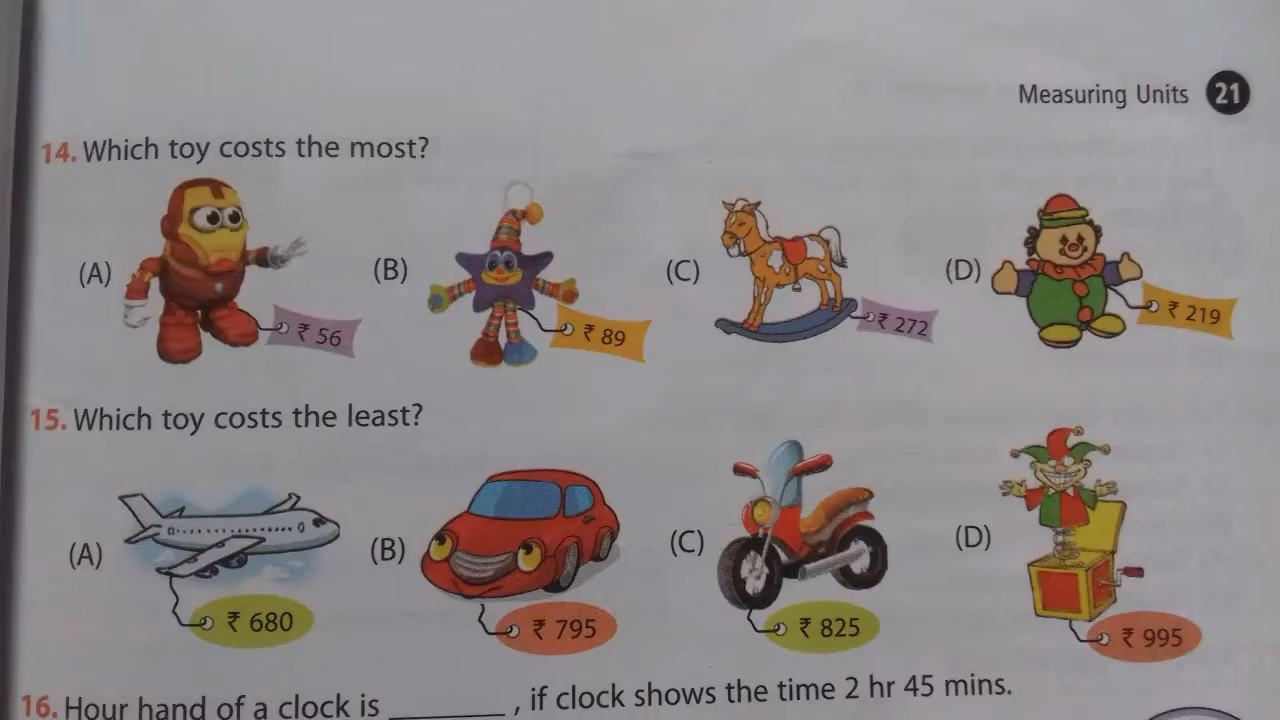 Measuring Units 21
14. Which toy costs the most?
(A) (B) (C) (D)
₹ 56 ₹ 89 ₹ 272 ₹ 219
15. Which toy costs the least?
(A) (B) (C) (D)
₹ 680 ₹ 795 ₹ 825 ₹ 995
16. Hour hand of a clock is ________, if clock shows the time 2 hr 45 mins.